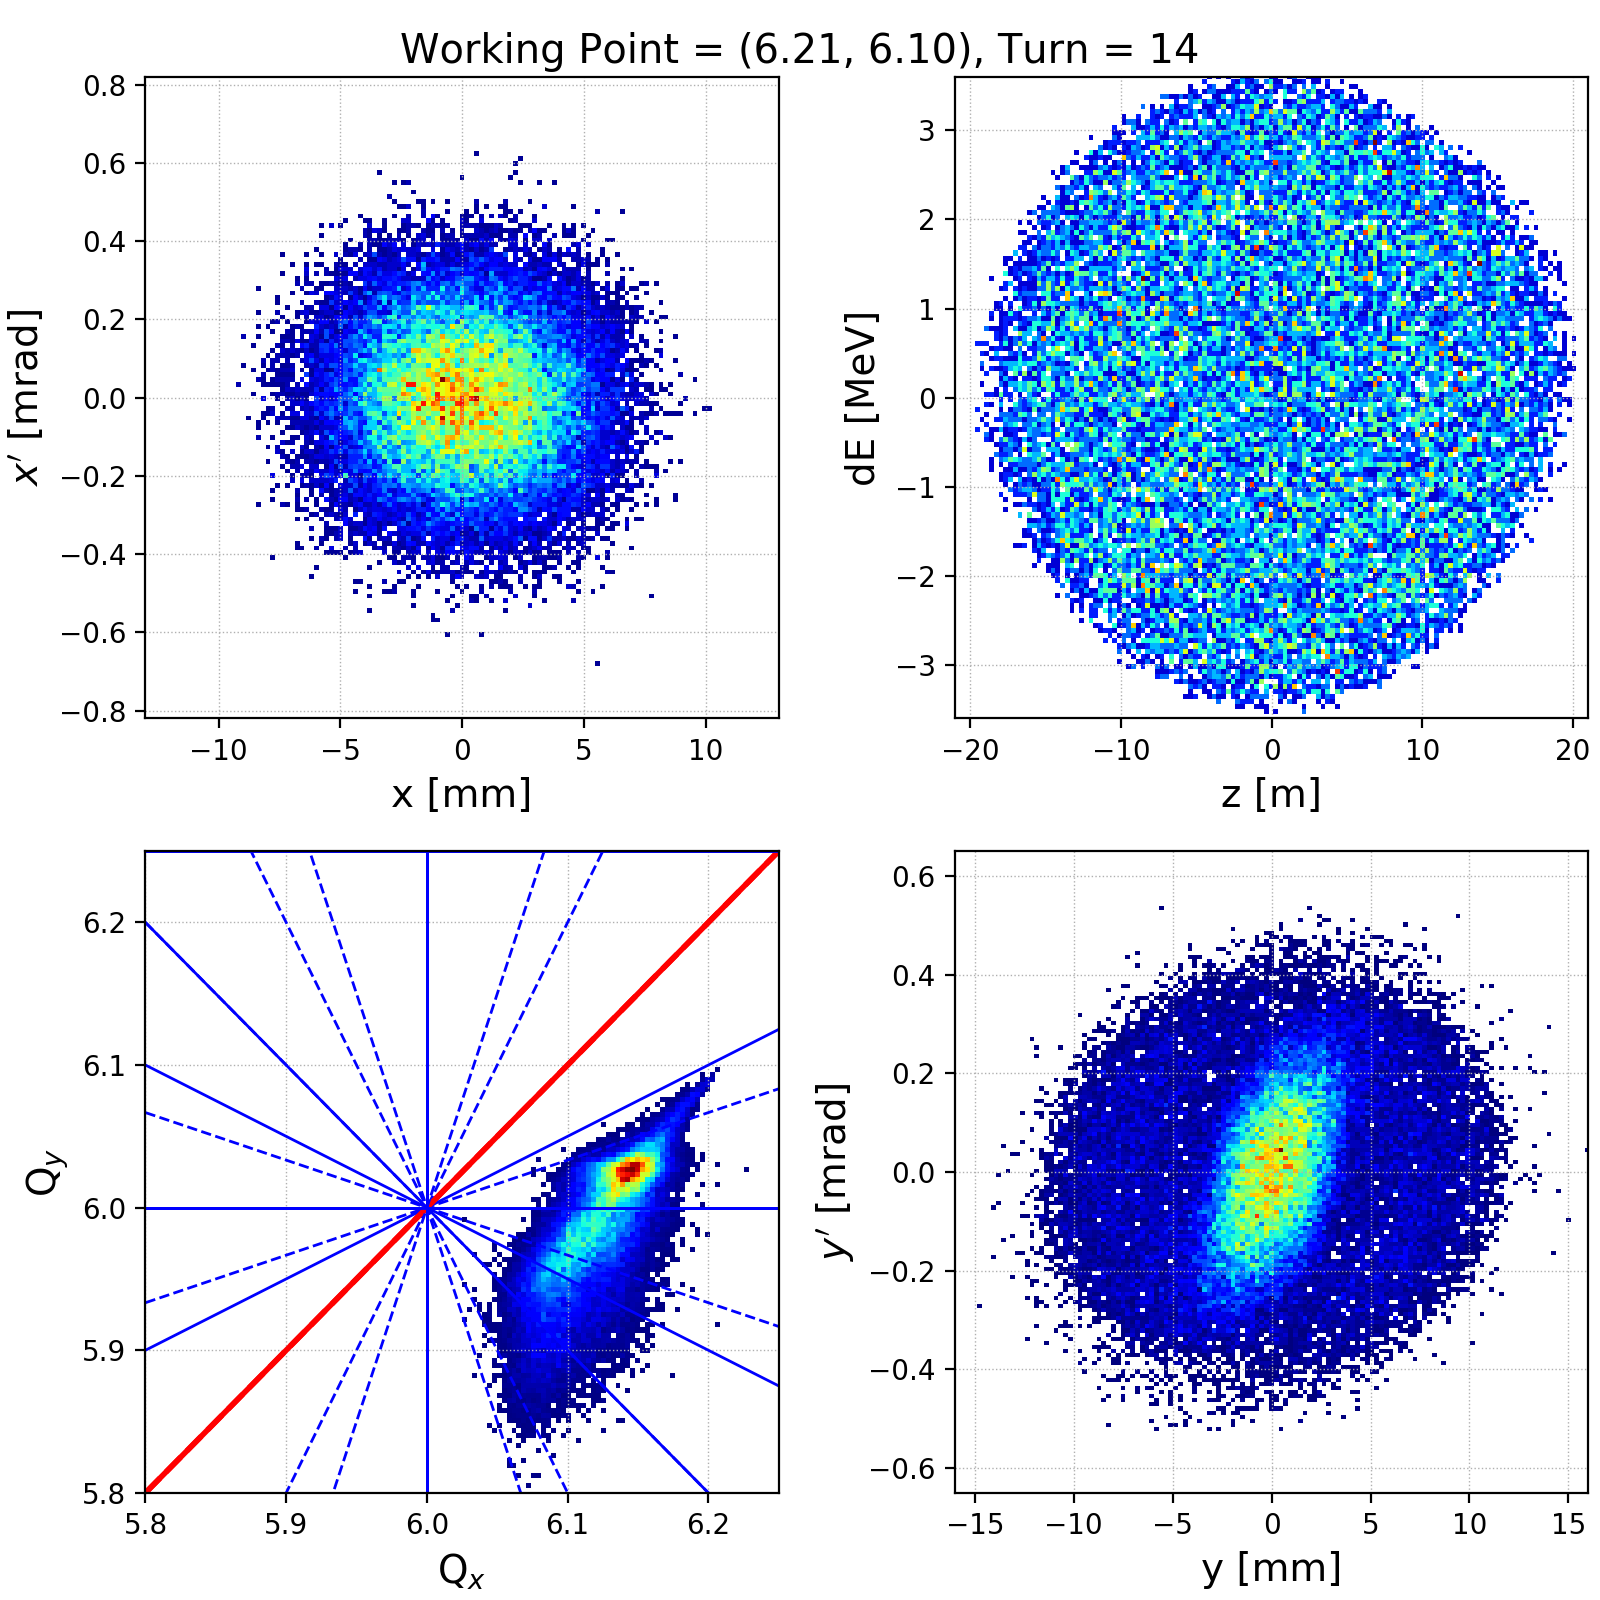 Working Point = (6.21, 6.10), Turn = 14
0.8
0.6
0.4
0.2
0.0
−0.2
−0.4
−0.6
−0.8
x′ [mrad]
−10 −5 0 5 10
x [mm]
3
2
1
0
−1
−2
−3
dE [MeV]
−20 −10 0 10 20
z [m]
6.2
6.1
6.0
5.9
5.8
Qy
5.8 5.9 6.0 6.1 6.2
Qx
0.6
0.4
0.2
0.0
−0.2
−0.4
−0.6
y′ [mrad]
−15 −10 −5 0 5 10 15
y [mm]